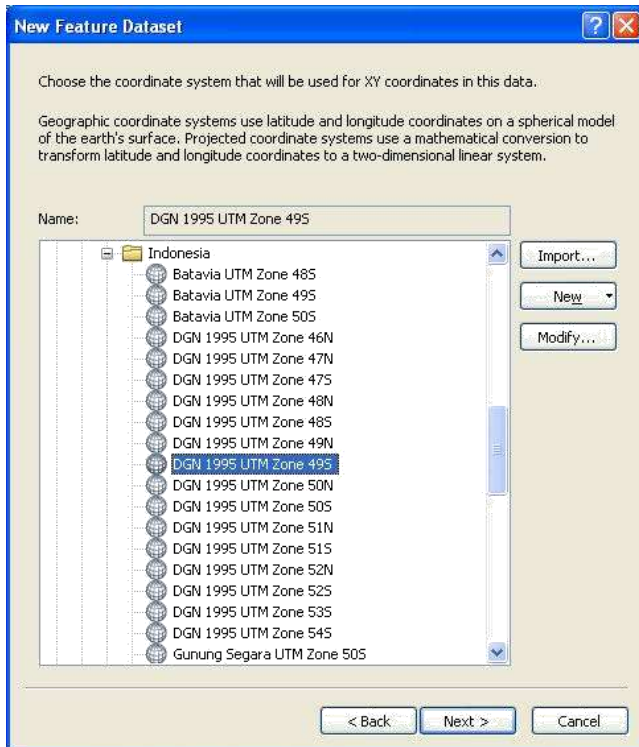 New Feature Dataset
Choose the coordinate system that will be used for XY coordinates in this data.
Geographic coordinate systems use latitude and longitude coordinates on a spherical model
of the earth's surface. Projected coordinate systems use a mathematical conversion to
transform latitude and longitude coordinates to a two-dimensional linear system.
Name: DGN 1995 UTM Zone 49S
Indonesia
Batavia UTM Zone 48S
Batavia UTM Zone 49S
Batavia UTM Zone 50S
DGN 1995 UTM Zone 46N
DGN 1995 UTM Zone 47N
DGN 1995 UTM Zone 47S
DGN 1995 UTM Zone 48N
DGN 1995 UTM Zone 48S
DGN 1995 UTM Zone 49N
DGN 1995 UTM Zone 49S
DGN 1995 UTM Zone 50N
DGN 1995 UTM Zone 50S
DGN 1995 UTM Zone 51N
DGN 1995 UTM Zone 51S
DGN 1995 UTM Zone 52N
DGN 1995 UTM Zone 52S
DGN 1995 UTM Zone 53S
DGN 1995 UTM Zone 54S
Gunung Segara UTM Zone 50S
Import...
New
Modify...
< Back Next > Cancel